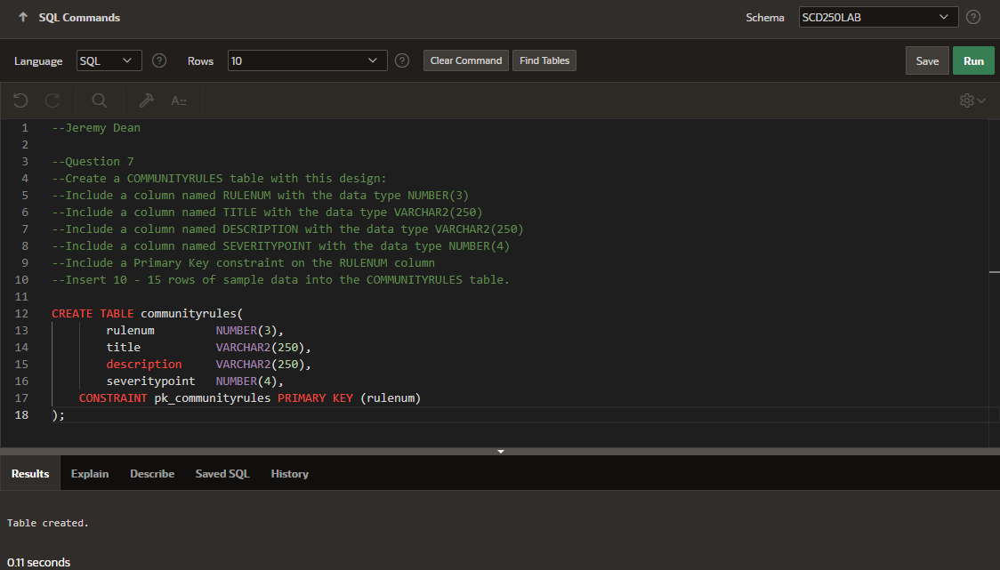 SQL Commands
Schema SCD250LAB ?
Language SQL ? Rows 10 ? Clear Command Find Tables Save Run
A::
1 --Jeremy Dean
2
3 --Question 7
4 --Create a COMMUNITYRULES table with this design:
5 --Include a column named RULENUM with the data type NUMBER(3)
6 --Include a column named TITLE with the data type VARCHAR2(250)
7 --Include a column named DESCRIPTION with the data type VARCHAR2(250)
8 --Include a column named SEVERITYPOINT with the data type NUMBER(4)
9 --Include a Primary Key constraint on the RULENUM column
10 --Insert 10 - 15 rows of sample data into the COMMUNITYRULES table.
11
12 CREATE TABLE communityrules(
13 rulenum NUMBER(3),
14 title VARCHAR2(250),
15 description VARCHAR2(250),
16 severitypoint NUMBER(4),
17 CONSTRAINT pk_communityrules PRIMARY KEY (rulenum)
18 );
Results Explain Describe Saved SQL History
Table created.
0.11 seconds